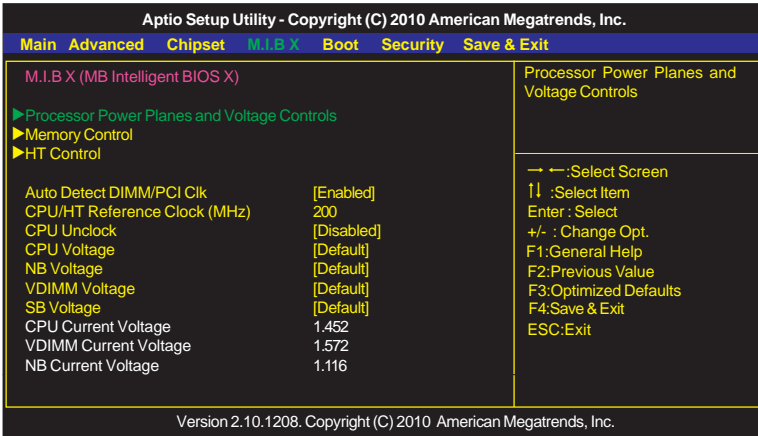 Aptio Setup Utility - Copyright (C) 2010 American Megatrends, Inc.
Main Advanced Chipset M.I.B X Boot Security Save & Exit
M.I.B X (MB Intelligent BIOS X)
▶Processor Power Planes and Voltage Controls
▶Memory Control
▶HT Control
Auto Detect DIMM/PCI Clk [Enabled]
CPU/HT Reference Clock (MHz) 200
CPU Unclock [Disabled]
CPU Voltage [Default]
NB Voltage [Default]
VDIMM Voltage [Default]
SB Voltage [Default]
CPU Current Voltage 1.452
VDIMM Current Voltage 1.572
NB Current Voltage 1.116
Processor Power Planes and
Voltage Controls
→ ←:Select Screen
↑↓ :Select Item
Enter : Select
+/- : Change Opt.
F1:General Help
F2:Previous Value
F3:Optimized Defaults
F4:Save & Exit
ESC:Exit
Version 2.10.1208. Copyright (C) 2010 American Megatrends, Inc.